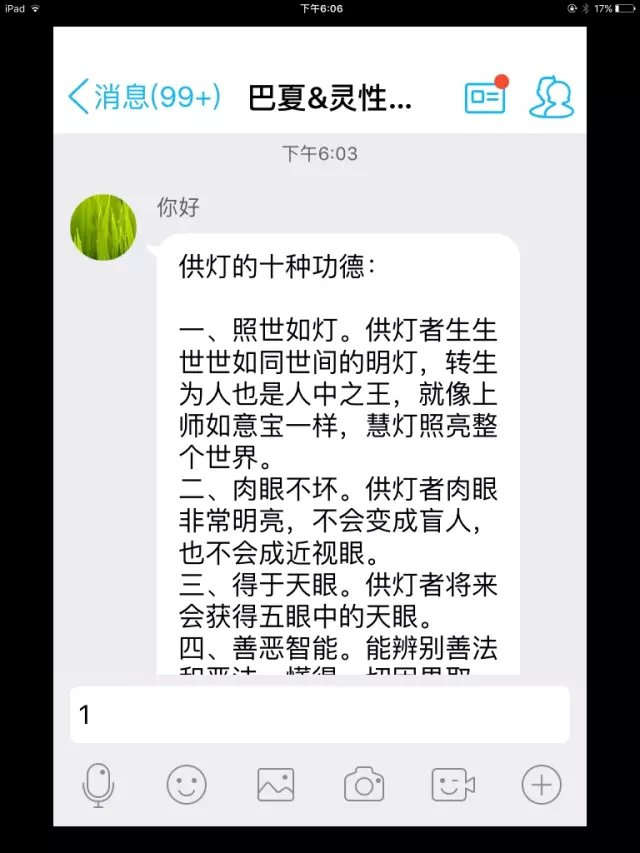 iPad 下午6:06 17%
消息(99+) 巴夏&灵性...
下午6:03
你好
供灯的十种功德：
一、照世如灯。供灯者生生
世世如同世间的明灯，转生
为人也是人中之王，就像上
师如意宝一样，慧灯照亮整
个世界。
二、肉眼不坏。供灯者肉眼
非常明亮，不会变成盲人，
也不会成近视眼。
三、得于天眼。供灯者将来
会获得五眼中的天眼。
四、善恶智能。能辨别善法
1